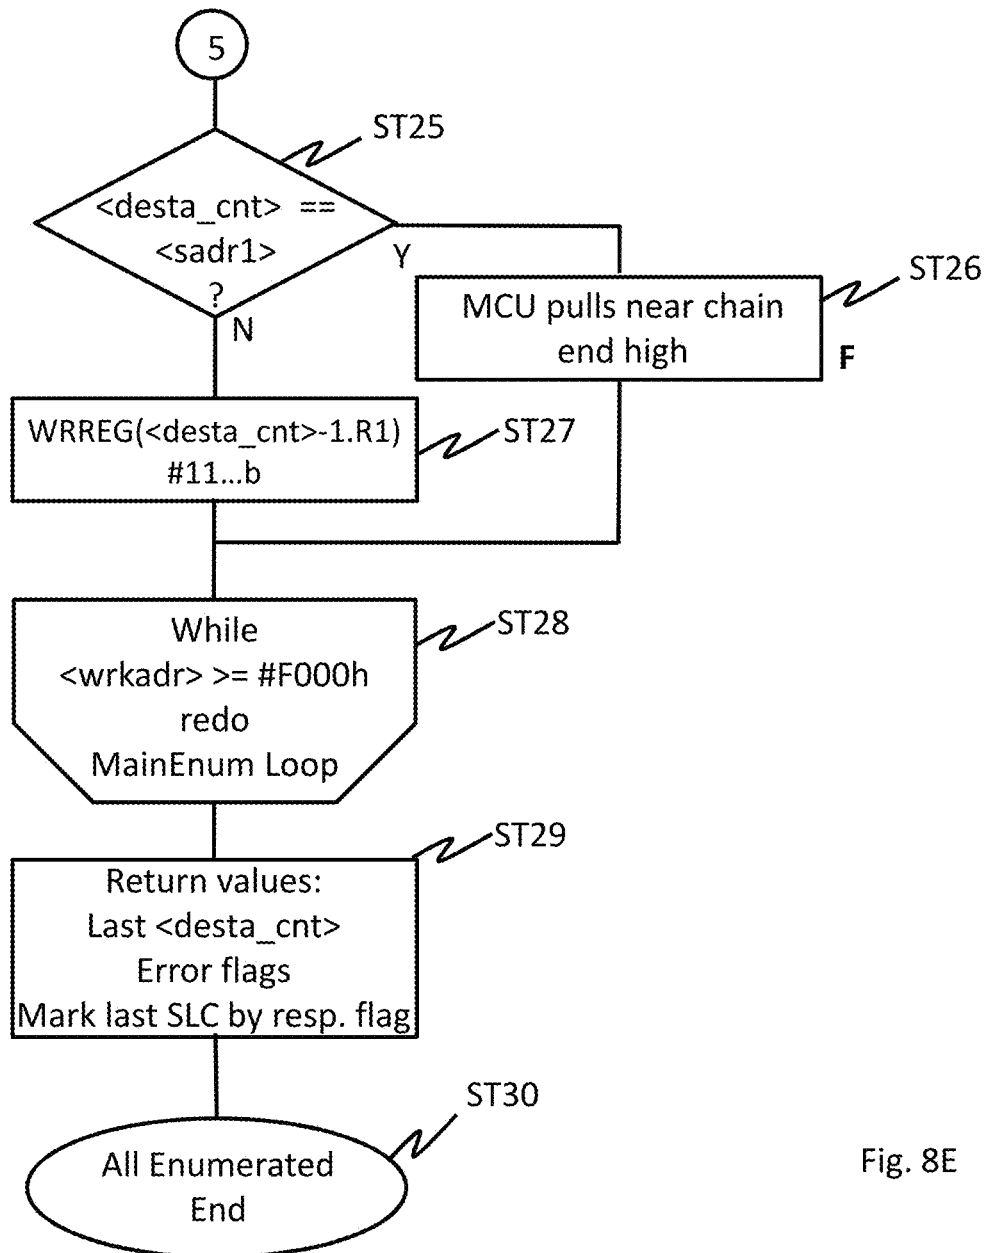 5
ST25
<desta_cnt> ==
<sadr1>
?
Y
N
ST26
MCU pulls near chain
end high
F
WRREG(<desta_cnt>-1.R1)
#11...b
ST27
While
<wrkadr> >= #F000h
redo
MainEnum Loop
ST28
ST29
Return values:
Last <desta_cnt>
Error flags
Mark last SLC by resp. flag
ST30
All Enumerated
End
Fig. 8E